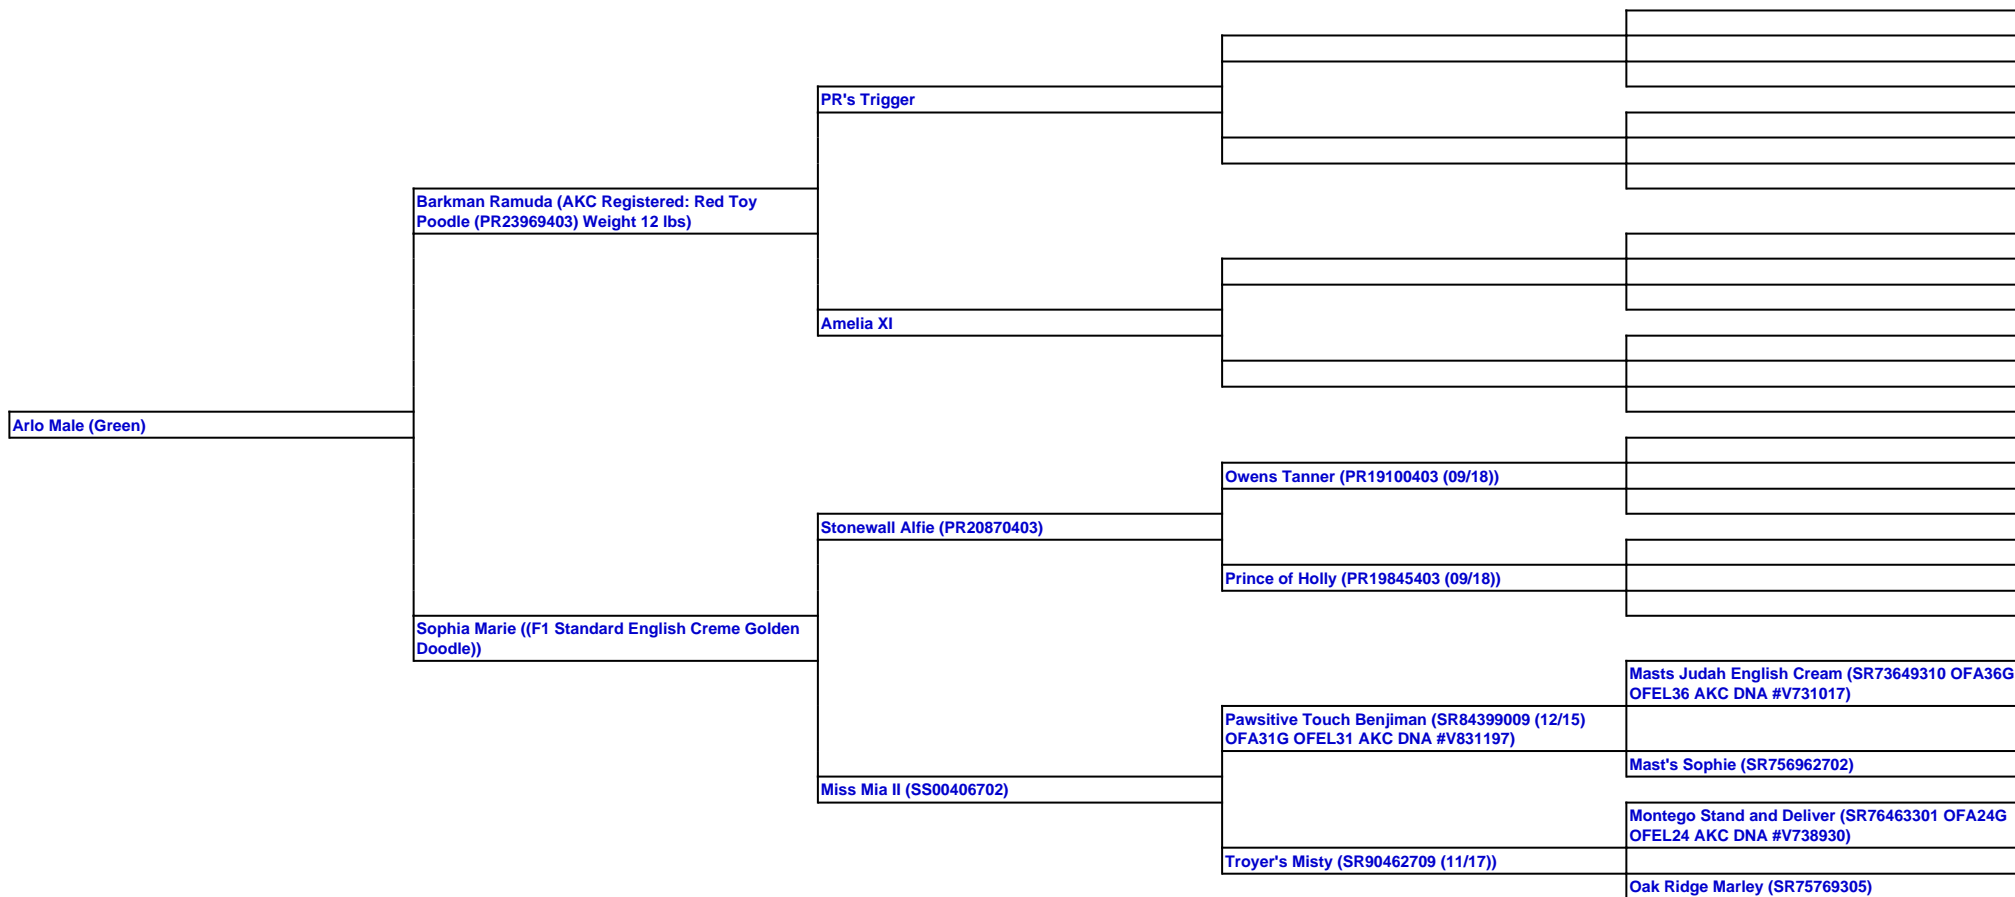 PR's Trigger
Barkman Ramuda (AKC Registered: Red Toy
Poodle (PR23969403) Weight 12 lbs)
Amelia XI
Arlo Male (Green)
Owens Tanner (PR19100403 (09/18))
Stonewall Alfie (PR20870403)
Prince of Holly (PR19845403 (09/18))
Sophia Marie ((F1 Standard English Creme Golden
Doodle))
Masts Judah English Cream (SR73649310 OFA36G
OFEL36 AKC DNA #V731017)
Pawsitive Touch Benjiman (SR84399009 (12/15)
OFA31G OFEL31 AKC DNA #V831197)
Mast's Sophie (SR756962702)
Miss Mia II (SS00406702)
Montego Stand and Deliver (SR76463301 OFA24G
OFEL24 AKC DNA #V738930)
Troyer's Misty (SR90462709 (11/17))
Oak Ridge Marley (SR75769305)